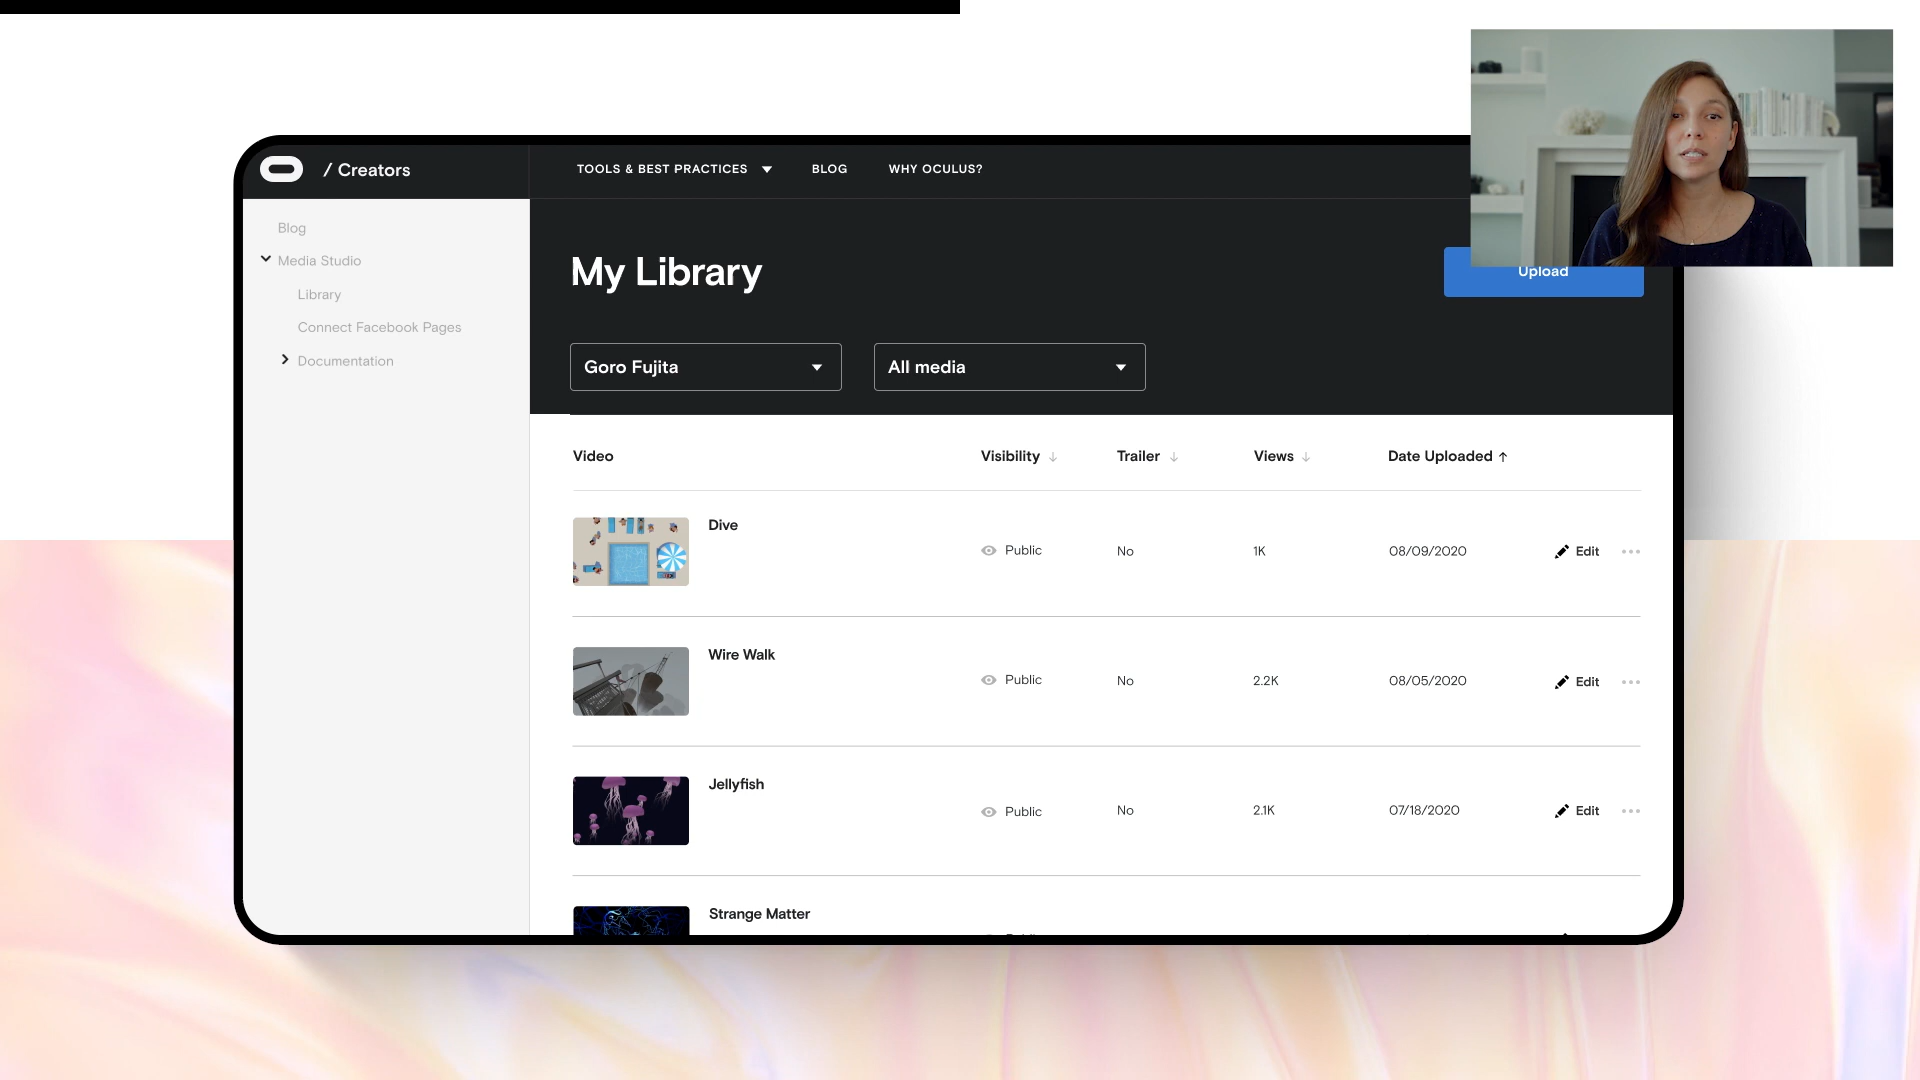 / Creators
TOOLS & BEST PRACTICES
BLOG
WHY OCULUS?
Blog
Media Studio
Library
Connect Facebook Pages
Documentation
My Library
Upload
Goro Fujita
All media
Video
Visibility
Trailer
Views
Date Uploaded
Dive
Public
No
1K
08/09/2020
Edit
Wire Walk
Public
No
2.2K
08/05/2020
Edit
Jellyfish
Public
No
2.1K
07/18/2020
Edit
Strange Matter